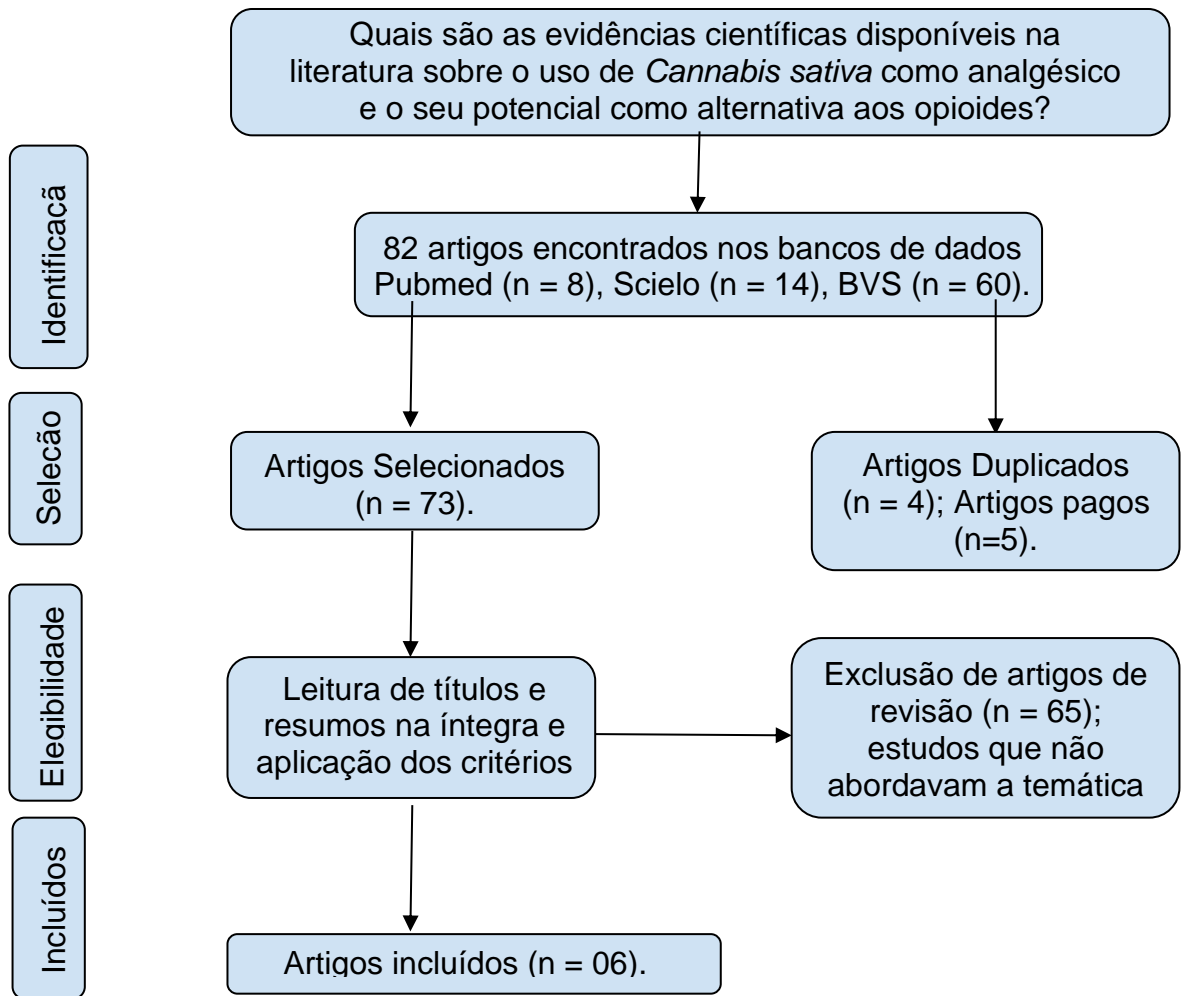 Quais são as evidências científicas disponíveis na
literatura sobre o uso de Cannabis sativa como analgésico
e o seu potencial como alternativa aos opioides?
Identificaçã
82 artigos encontrados nos bancos de dados
Pubmed (n = 8), Scielo (n = 14), BVS (n = 60).
Seleção
Artigos Selecionados
(n = 73).
Artigos Duplicados
(n = 4); Artigos pagos
(n=5).
Elegibilidade
Leitura de títulos e
resumos na íntegra e
aplicação dos critérios
Exclusão de artigos de
revisão (n = 65);
estudos que não
abordavam a temática
Incluídos
Artigos incluídos (n = 06).